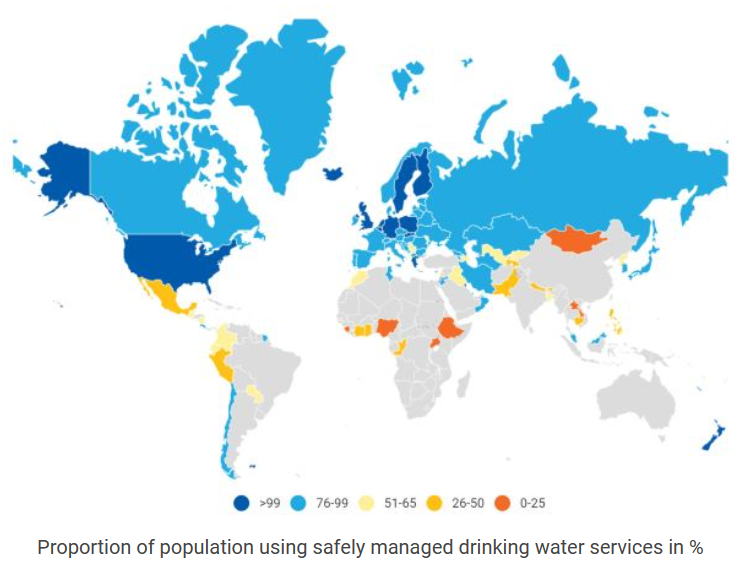 >99 76-99 51-65 26-50 0-25
Proportion of population using safely managed drinking water services in %